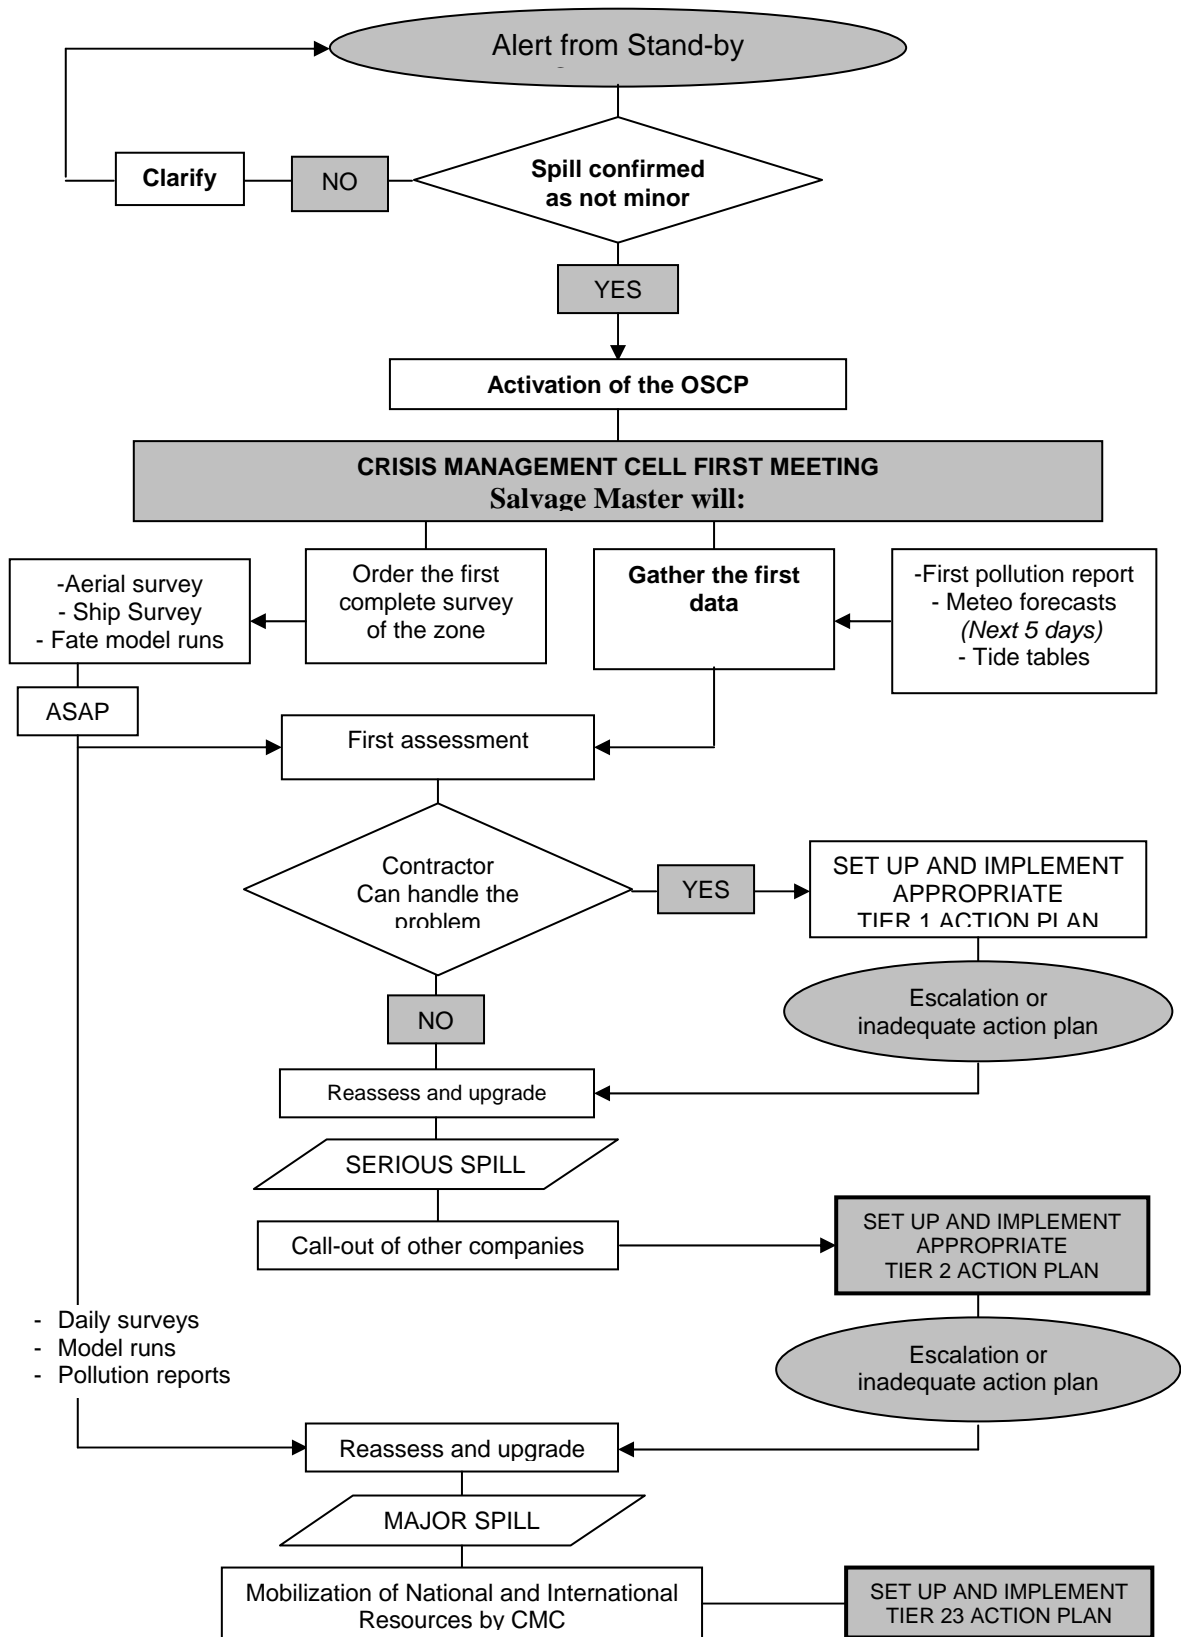 Alert from Stand-by
Spill confirmed
as not minor
NO
Clarify
YES
Activation of the OSCP
CRISIS MANAGEMENT CELL FIRST MEETING
Salvage Master will:
-Aerial survey
- Ship Survey
- Fate model runs
Order the first
complete survey
of the zone
Gather the first
data
-First pollution report
- Meteo forecasts
(Next 5 days)
- Tide tables
ASAP
First assessment
Contractor
Can handle the
problem
YES
SET UP AND IMPLEMENT
APPROPRIATE
TIER 1 ACTION PLAN
NO
Escalation or
inadequate action plan
Reassess and upgrade
SERIOUS SPILL
Call-out of other companies
SET UP AND IMPLEMENT
APPROPRIATE
TIER 2 ACTION PLAN
- Daily surveys
- Model runs
- Pollution reports
Escalation or
inadequate action plan
Reassess and upgrade
MAJOR SPILL
Mobilization of National and International
Resources by CMC
SET UP AND IMPLEMENT
TIER 23 ACTION PLAN